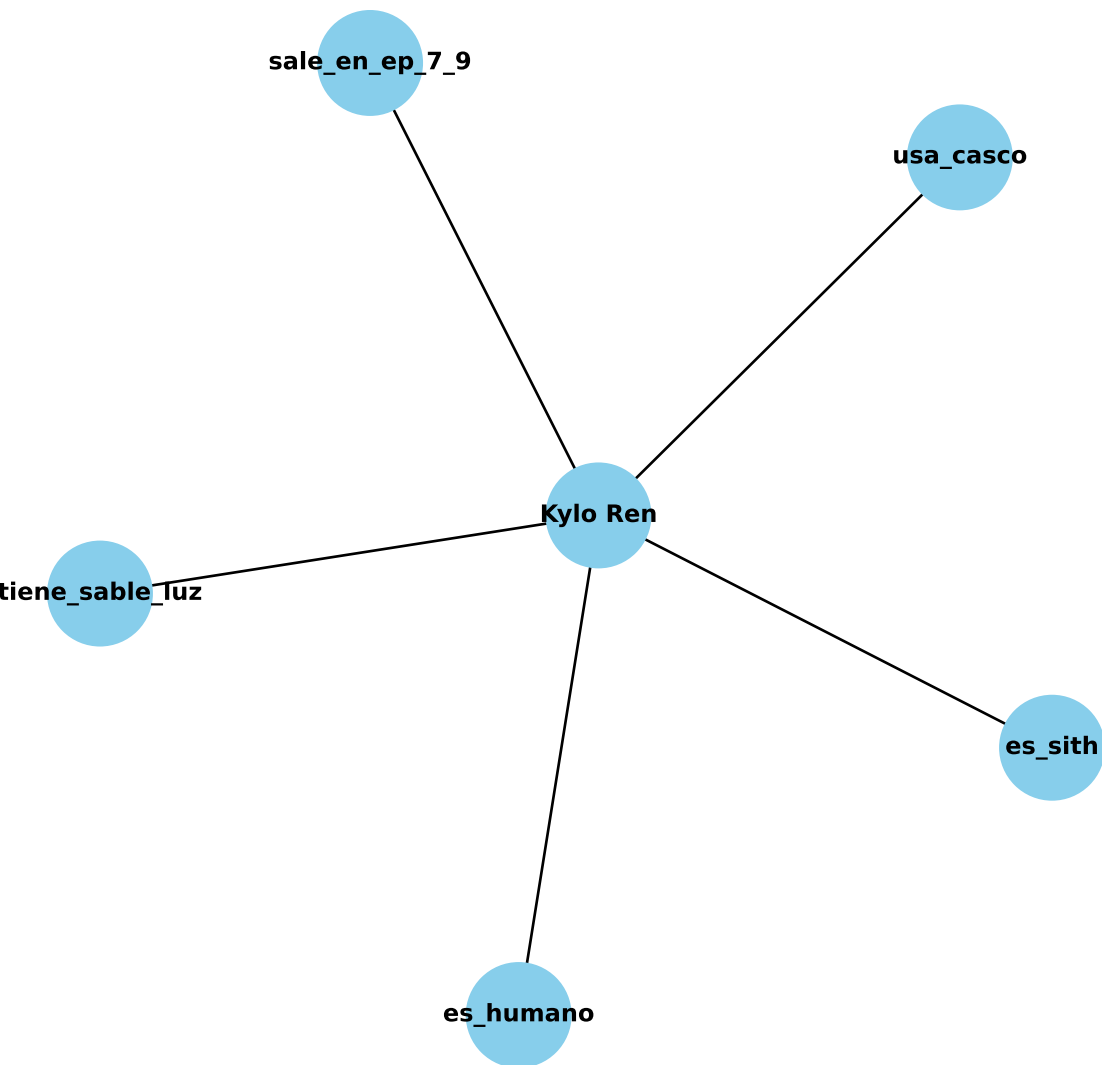 sale_en_ep_7_9
usa_casco
Kylo Ren
tiene_sable_luz
es_sith
es_humano